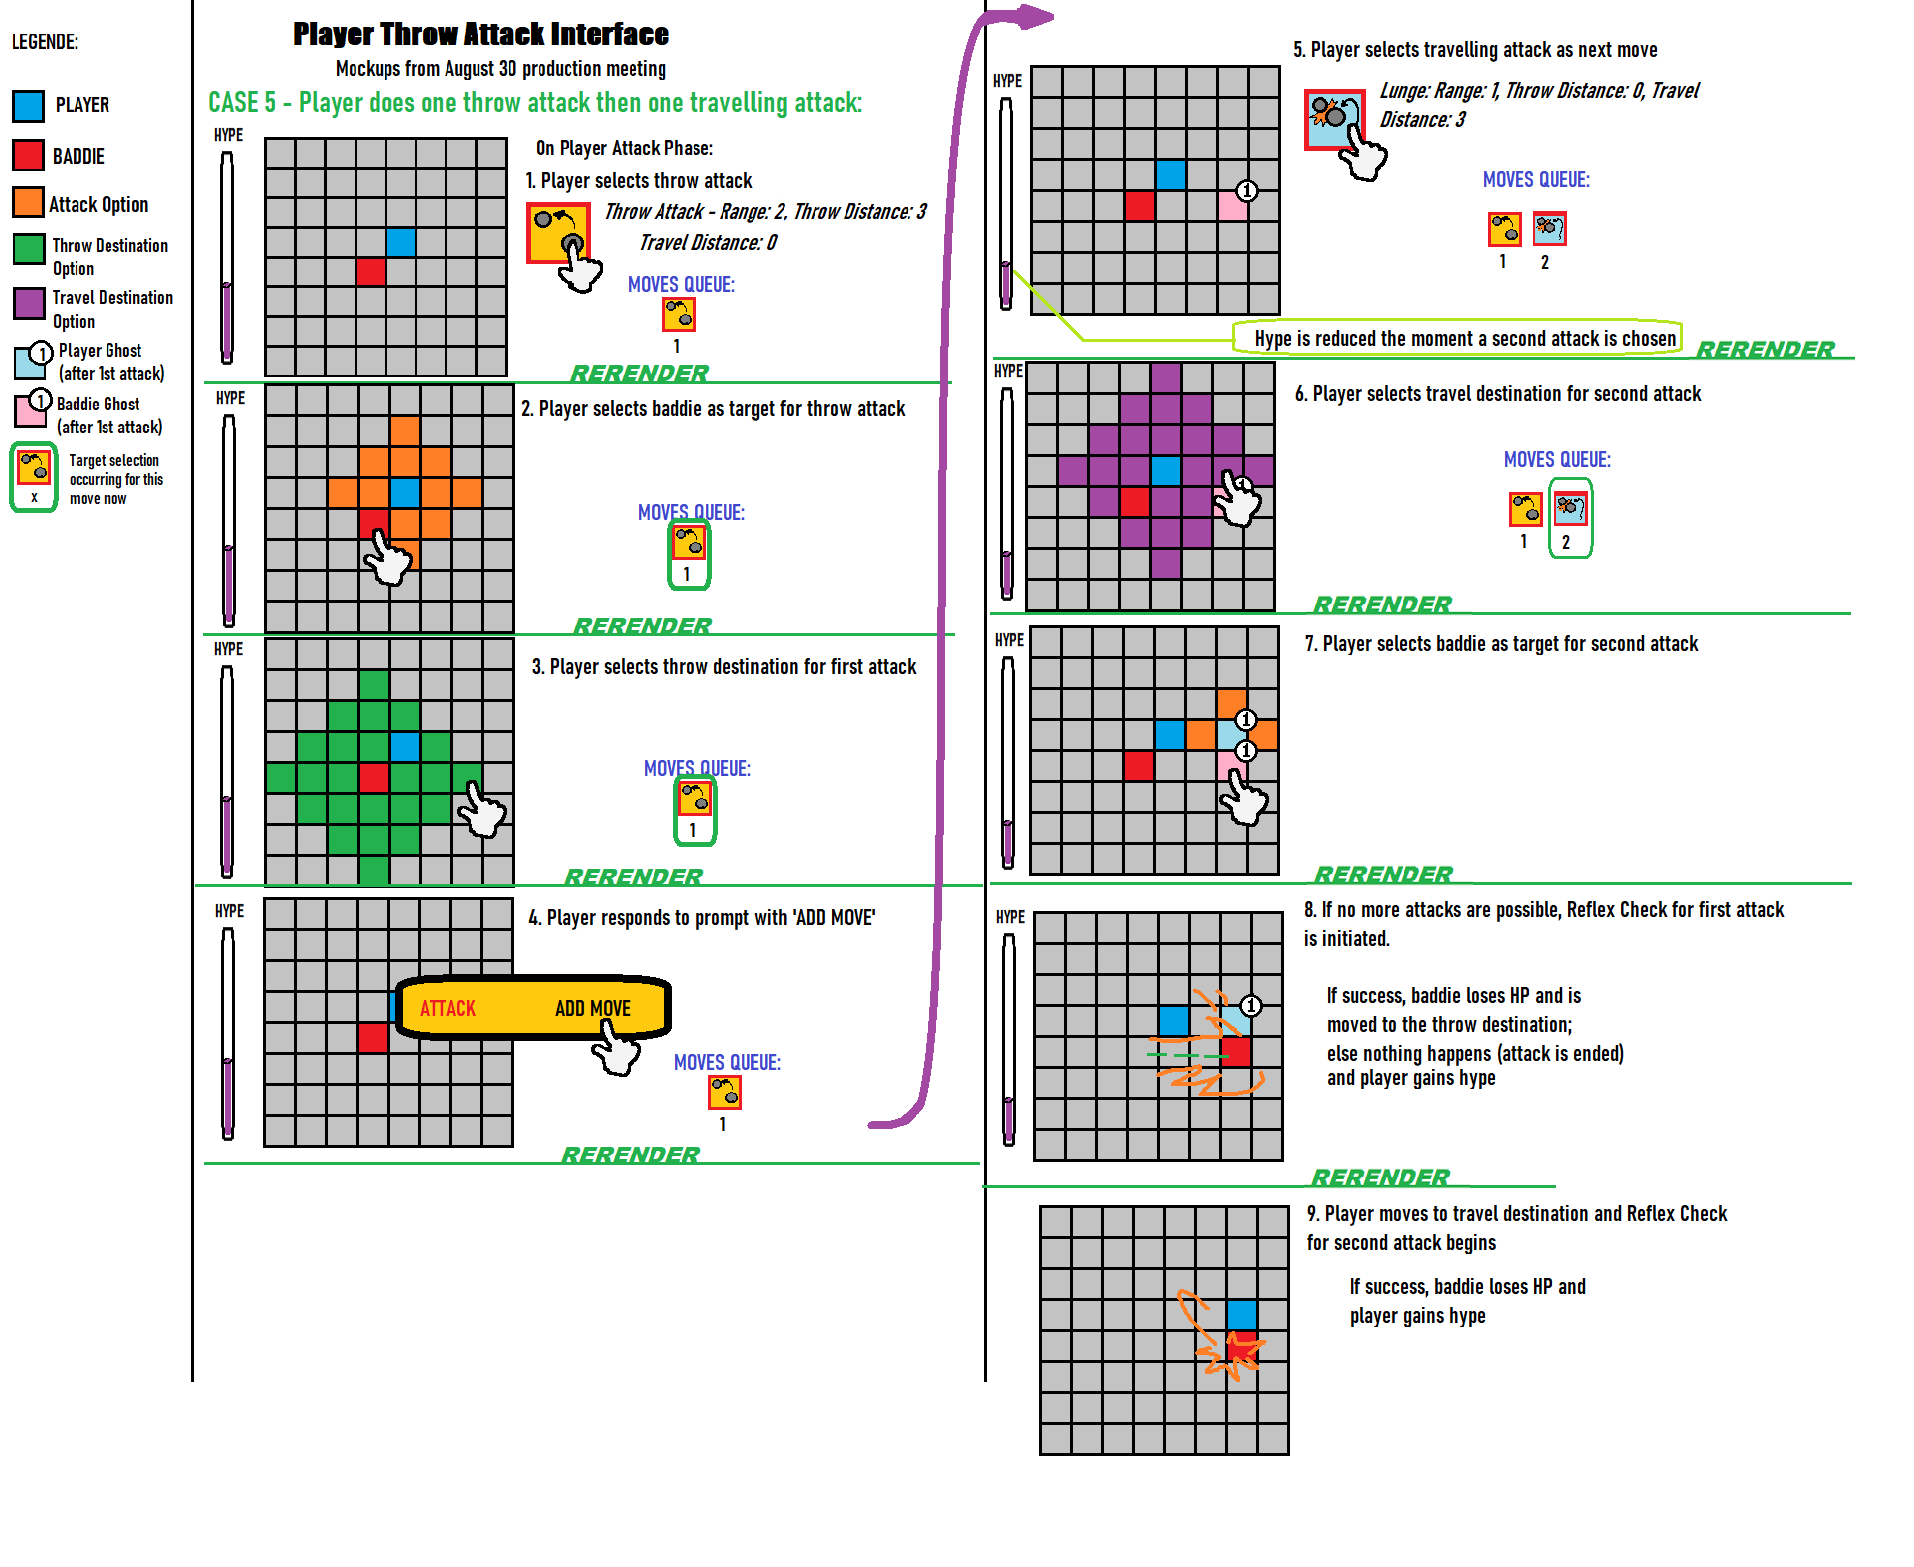 LEGENDE:
PLAYER
BADDIE
Attack Option
Throw Destination
Option
Travel Destination
Option
1
Player Ghost
(after 1st attack)
1
Baddie Ghost
(after 1st attack)
Target selection
occurring for this
move now
x
Player Throw Attack Interface
Mockups from August 30 production meeting
CASE 5 - Player does one throw attack then one travelling attack:
HYPE
On Player Attack Phase:
1. Player selects throw attack
Throw Attack - Range: 2, Throw Distance: 3
Travel Distance: 0
MOVES QUEUE:
1
RERENDER
HYPE
2. Player selects baddie as target for throw attack
MOVES QUEUE:
1
RERENDER
HYPE
3. Player selects throw destination for first attack
MOVES QUEUE:
1
RERENDER
HYPE
4. Player responds to prompt with 'ADD MOVE'
ATTACK ADD MOVE
MOVES QUEUE:
1
RERENDER
HYPE
5. Player selects travelling attack as next move
Lunge: Range: 1, Throw Distance: 0, Travel
Distance: 3
MOVES QUEUE:
1
1 2
Hype is reduced the moment a second attack is chosen
RERENDER
HYPE
6. Player selects travel destination for second attack
MOVES QUEUE:
1
1 2
RERENDER
HYPE
7. Player selects baddie as target for second attack
1
1
RERENDER
HYPE
8. If no more attacks are possible, Reflex Check for first attack
is initiated.
If success, baddie loses HP and is
moved to the throw destination;
else nothing happens (attack is ended)
and player gains hype
1
RERENDER
9. Player moves to travel destination and Reflex Check
for second attack begins
If success, baddie loses HP and
player gains hype